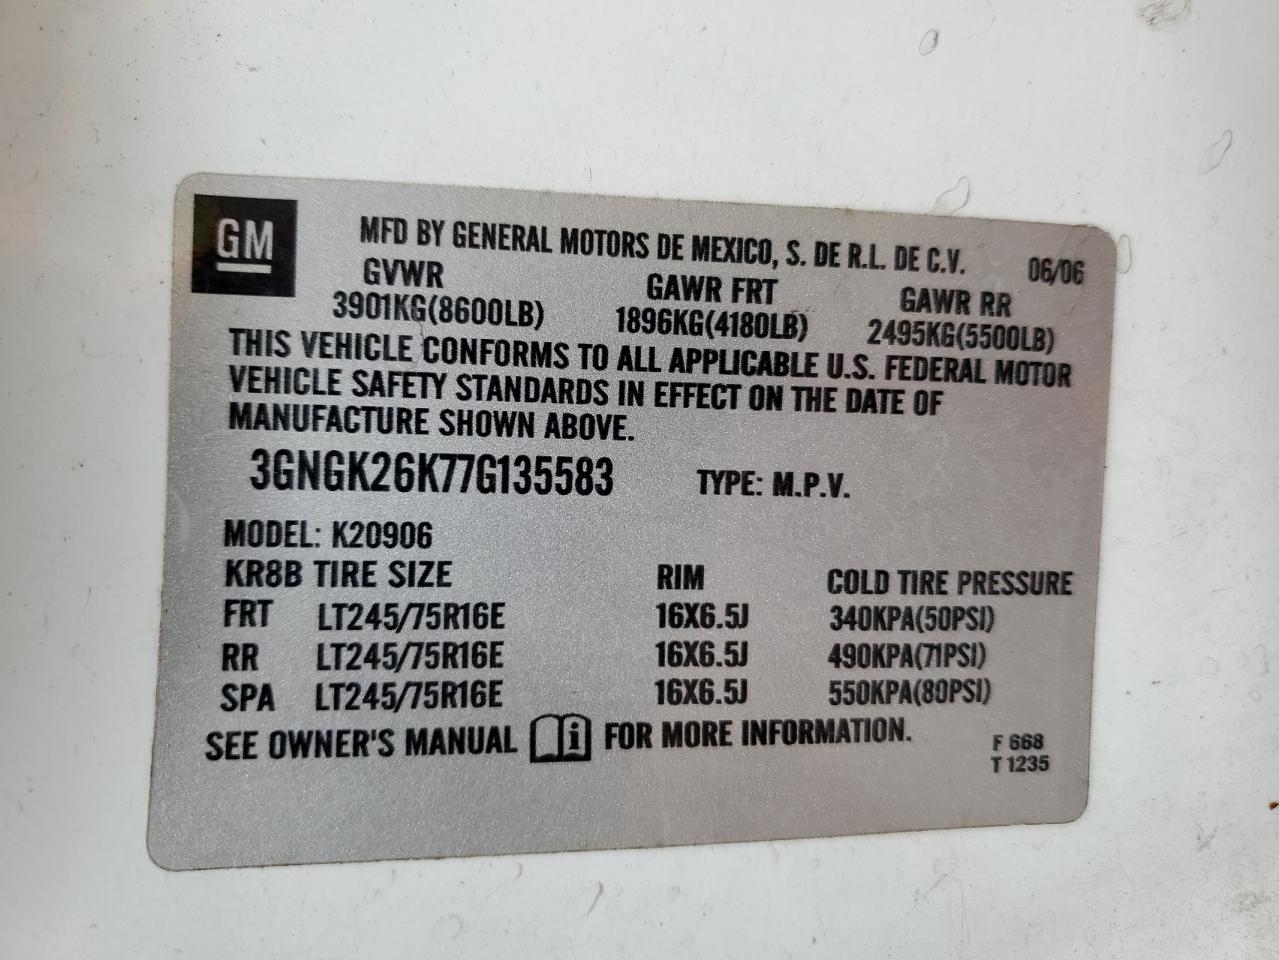 GM
MFD BY GENERAL MOTORS DE MEXICO, S. DE R.L. DE C.V. 06/06
GVWR GAWR FRT GAWR RR
3901KG(8600LB) 1896KG(4180LB) 2495KG(5500LB)
THIS VEHICLE CONFORMS TO ALL APPLICABLE U.S. FEDERAL MOTOR
VEHICLE SAFETY STANDARDS IN EFFECT ON THE DATE OF
MANUFACTURE SHOWN ABOVE.
3GNGK26K77G135583 TYPE: M.P.V.
MODEL: K20906
KR8B TIRE SIZE RIM COLD TIRE PRESSURE
FRT LT245/75R16E 16X6.5J 340KPA(50PSI)
RR LT245/75R16E 16X6.5J 490KPA(71PSI)
SPA LT245/75R16E 16X6.5J 550KPA(80PSI)
SEE OWNER'S MANUAL i FOR MORE INFORMATION.
F 668
T 1235